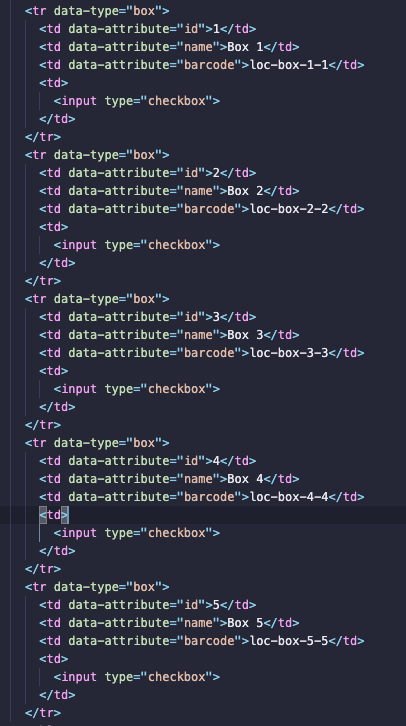 <tr data-type="box">
  <td data-attribute="id">1</td>
  <td data-attribute="name">Box 1</td>
  <td data-attribute="barcode">loc-box-1-1</td>
  <td>
    <input type="checkbox">
  </td>
</tr>
<tr data-type="box">
  <td data-attribute="id">2</td>
  <td data-attribute="name">Box 2</td>
  <td data-attribute="barcode">loc-box-2-2</td>
  <td>
    <input type="checkbox">
  </td>
</tr>
<tr data-type="box">
  <td data-attribute="id">3</td>
  <td data-attribute="name">Box 3</td>
  <td data-attribute="barcode">loc-box-3-3</td>
  <td>
    <input type="checkbox">
  </td>
</tr>
<tr data-type="box">
  <td data-attribute="id">4</td>
  <td data-attribute="name">Box 4</td>
  <td data-attribute="barcode">loc-box-4-4</td>
  <td>
    <input type="checkbox">
  </td>
</tr>
<tr data-type="box">
  <td data-attribute="id">5</td>
  <td data-attribute="name">Box 5</td>
  <td data-attribute="barcode">loc-box-5-5</td>
  <td>
    <input type="checkbox">
  </td>
</tr>